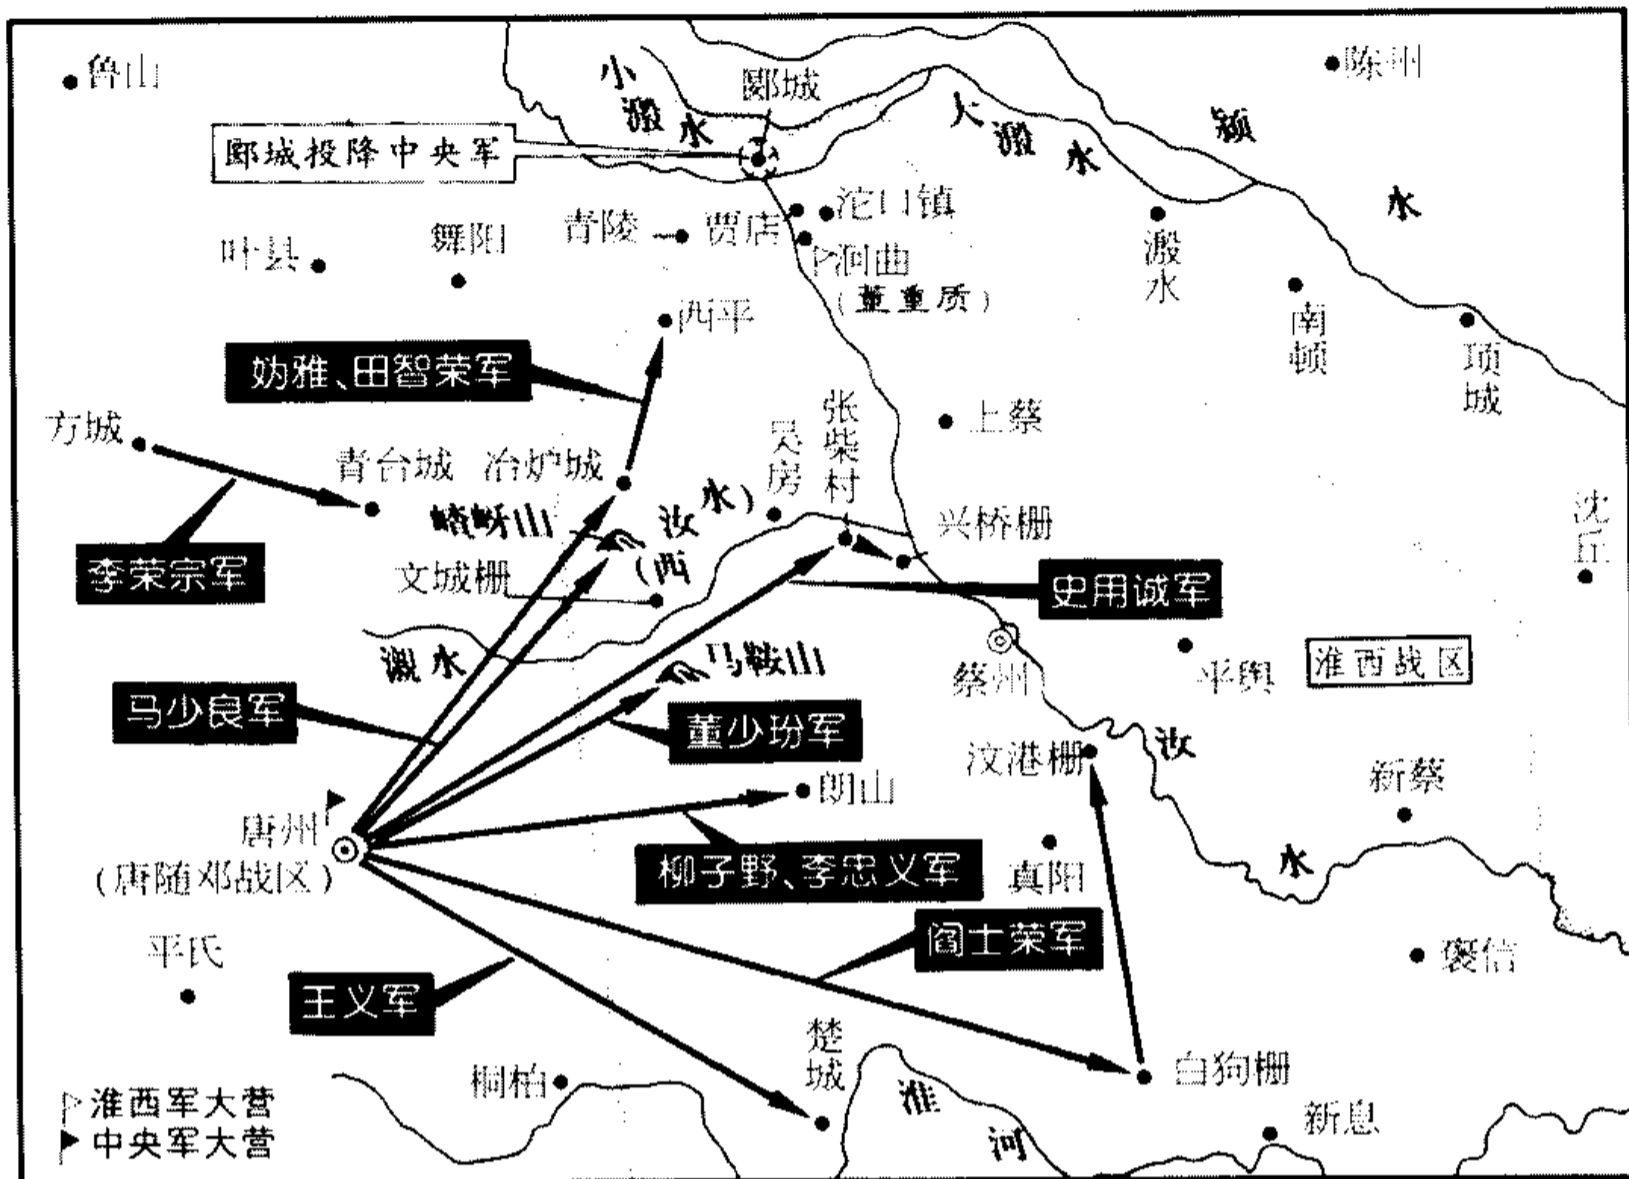 鲁山
小
溵
水
郾城
陈州
大
溵
水
颍
水
郾城投降中央军
叶县
舞阳
青陵
贾店
沱口镇
洄曲
(董重质)
溵水
南顿
项城
西平
妫雅、田智荣军
方城
青台城
冶炉城
吴房
张柴村
上蔡
嵖岈山
汝
水)
(西
文城栅
兴桥栅
沈丘
李荣宗军
史用诚军
溵水
马鞍山
蔡州
平舆
淮西战区
马少良军
董少玢军
汶港栅
汝
水
新蔡
唐州
(唐随邓战区)
朗山
柳子野、李忠义军
真阳
阎士荣军
褒信
平氏
王义军
桐柏
楚城
淮
河
白狗栅
新息
淮西军大营
中央军大营